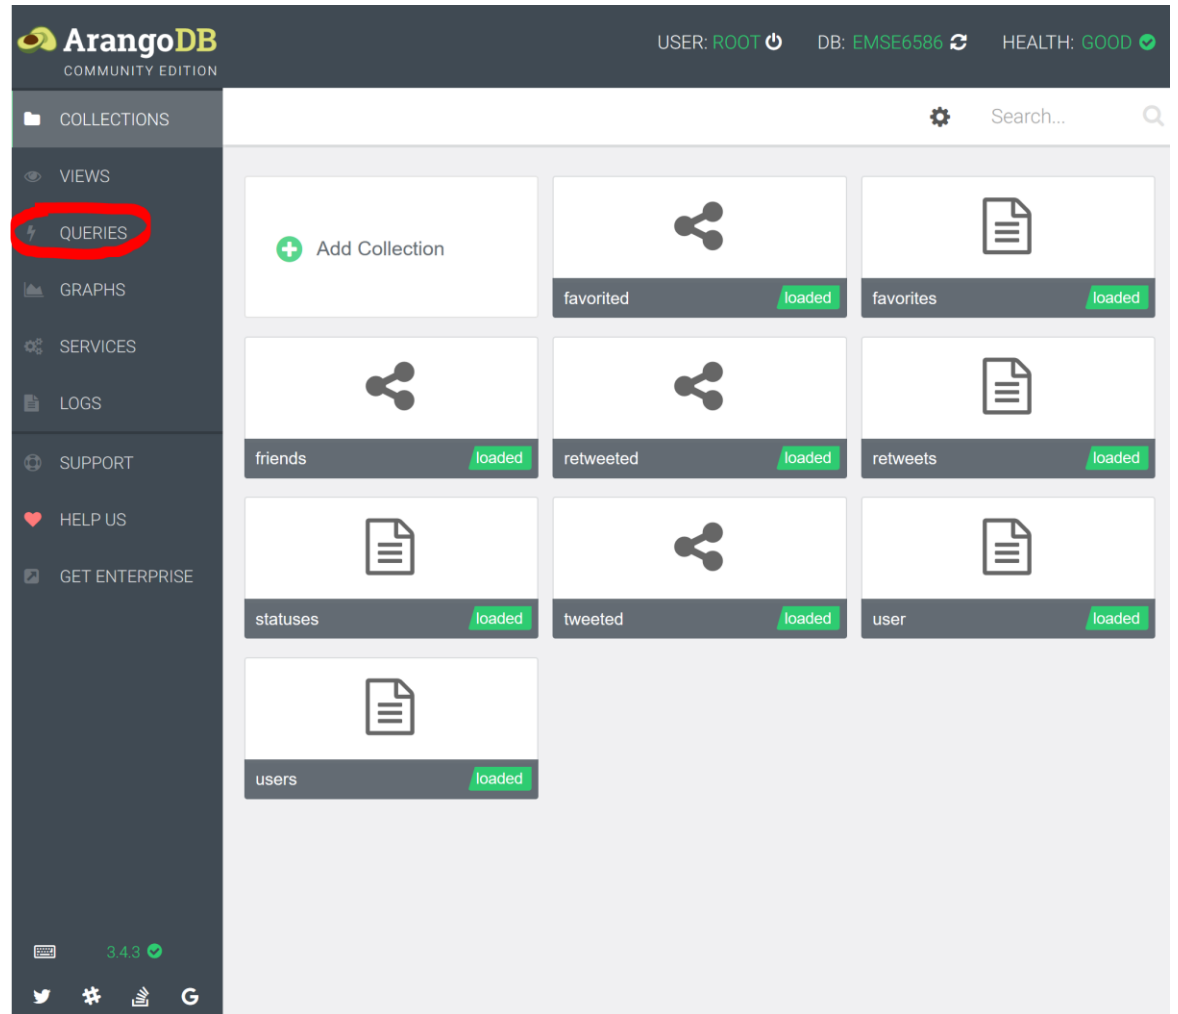 ArangoDB
COMMUNITY EDITION
USER: ROOT
DB: EMSE6586
HEALTH: GOOD
COLLECTIONS
Search...
VIEWS
QUERIES
GRAPHS
SERVICES
LOGS
SUPPORT
HELP US
GET ENTERPRISE
Add Collection
favorited loaded
favorites loaded
friends loaded
retweeted loaded
retweets loaded
statuses loaded
tweeted loaded
user loaded
users loaded
3.4.3
G